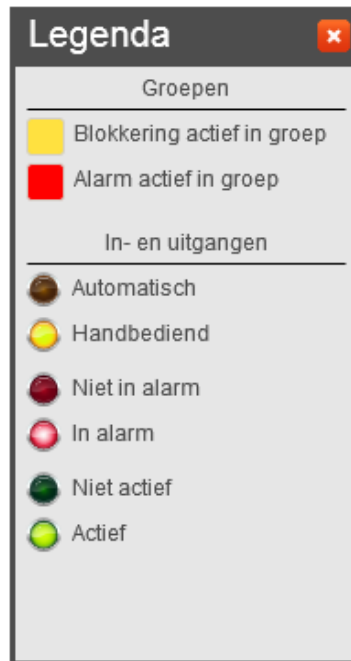 Legenda
Groepen
Blokkering actief in groep
Alarm actief in groep
In- en uitgangen
Automatisch
Handbediend
Niet in alarm
In alarm
Niet actief
Actief